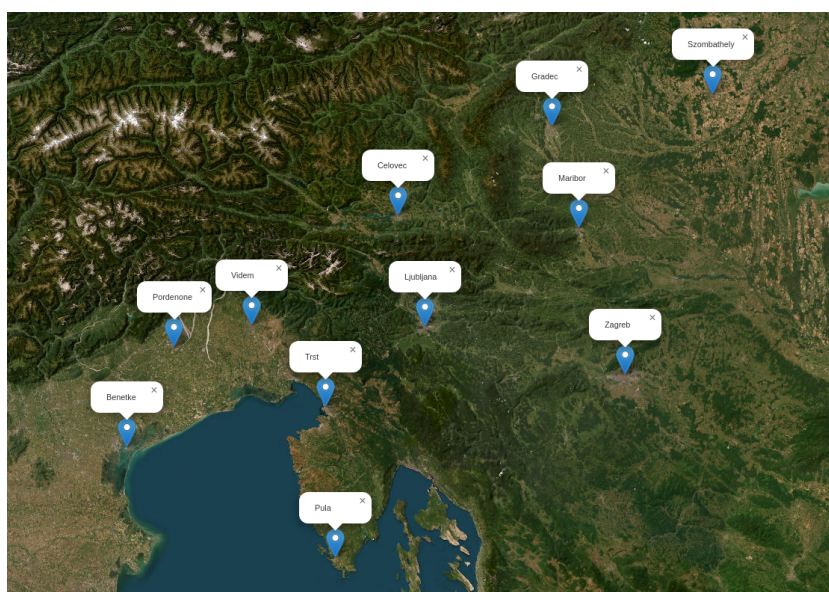 Szombathely
Gradec
Celovec
Maribor
Videm
Ljubljana
Pordenone
Zagreb
Trst
Benetke
Pula